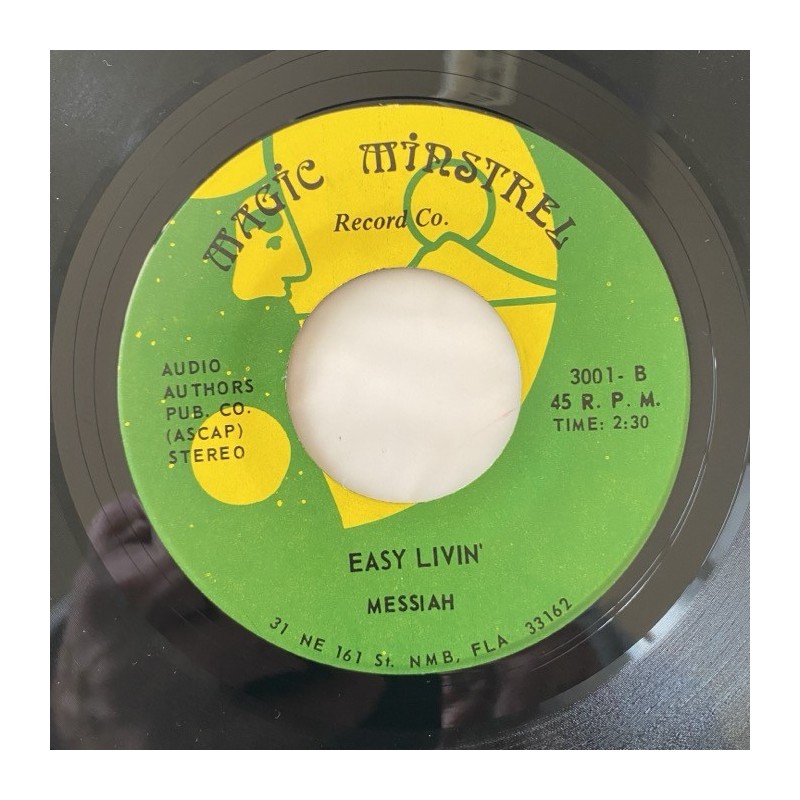 MAGIC MINSTREL
Record Co.
AUDIO
AUTHORS
PUB. CO.
(ASCAP)
STEREO
3001- B
45 R. P. M.
TIME: 2:30
EASY LIVIN'
MESSIAH
31 NE 161 St. NMB, FLA 33162